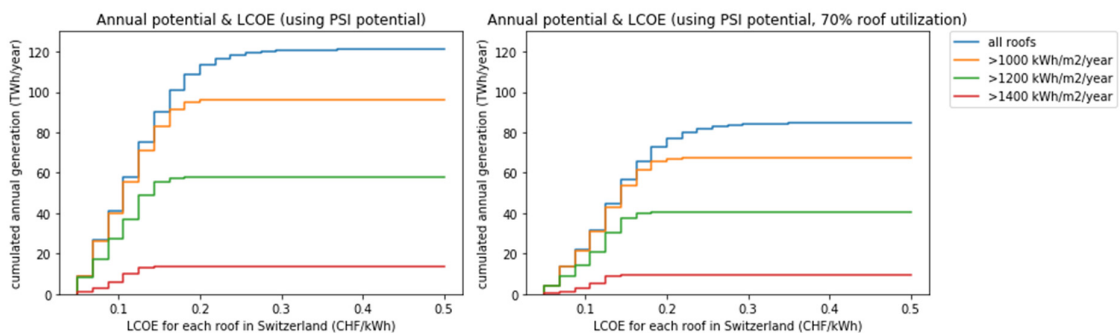 Annual potential & LCOE (using PSI potential)
cumulated annual generation (TWh/year)
120
100
80
60
40
20
0
0.1 0.2 0.3 0.4 0.5
LCOE for each roof in Switzerland (CHF/kWh)
Annual potential & LCOE (using PSI potential, 70% roof utilization)
cumulated annual generation (TWh/year)
120
100
80
60
40
20
0
0.1 0.2 0.3 0.4 0.5
LCOE for each roof in Switzerland (CHF/kWh)
all roofs
>1000 kWh/m2/year
>1200 kWh/m2/year
>1400 kWh/m2/year